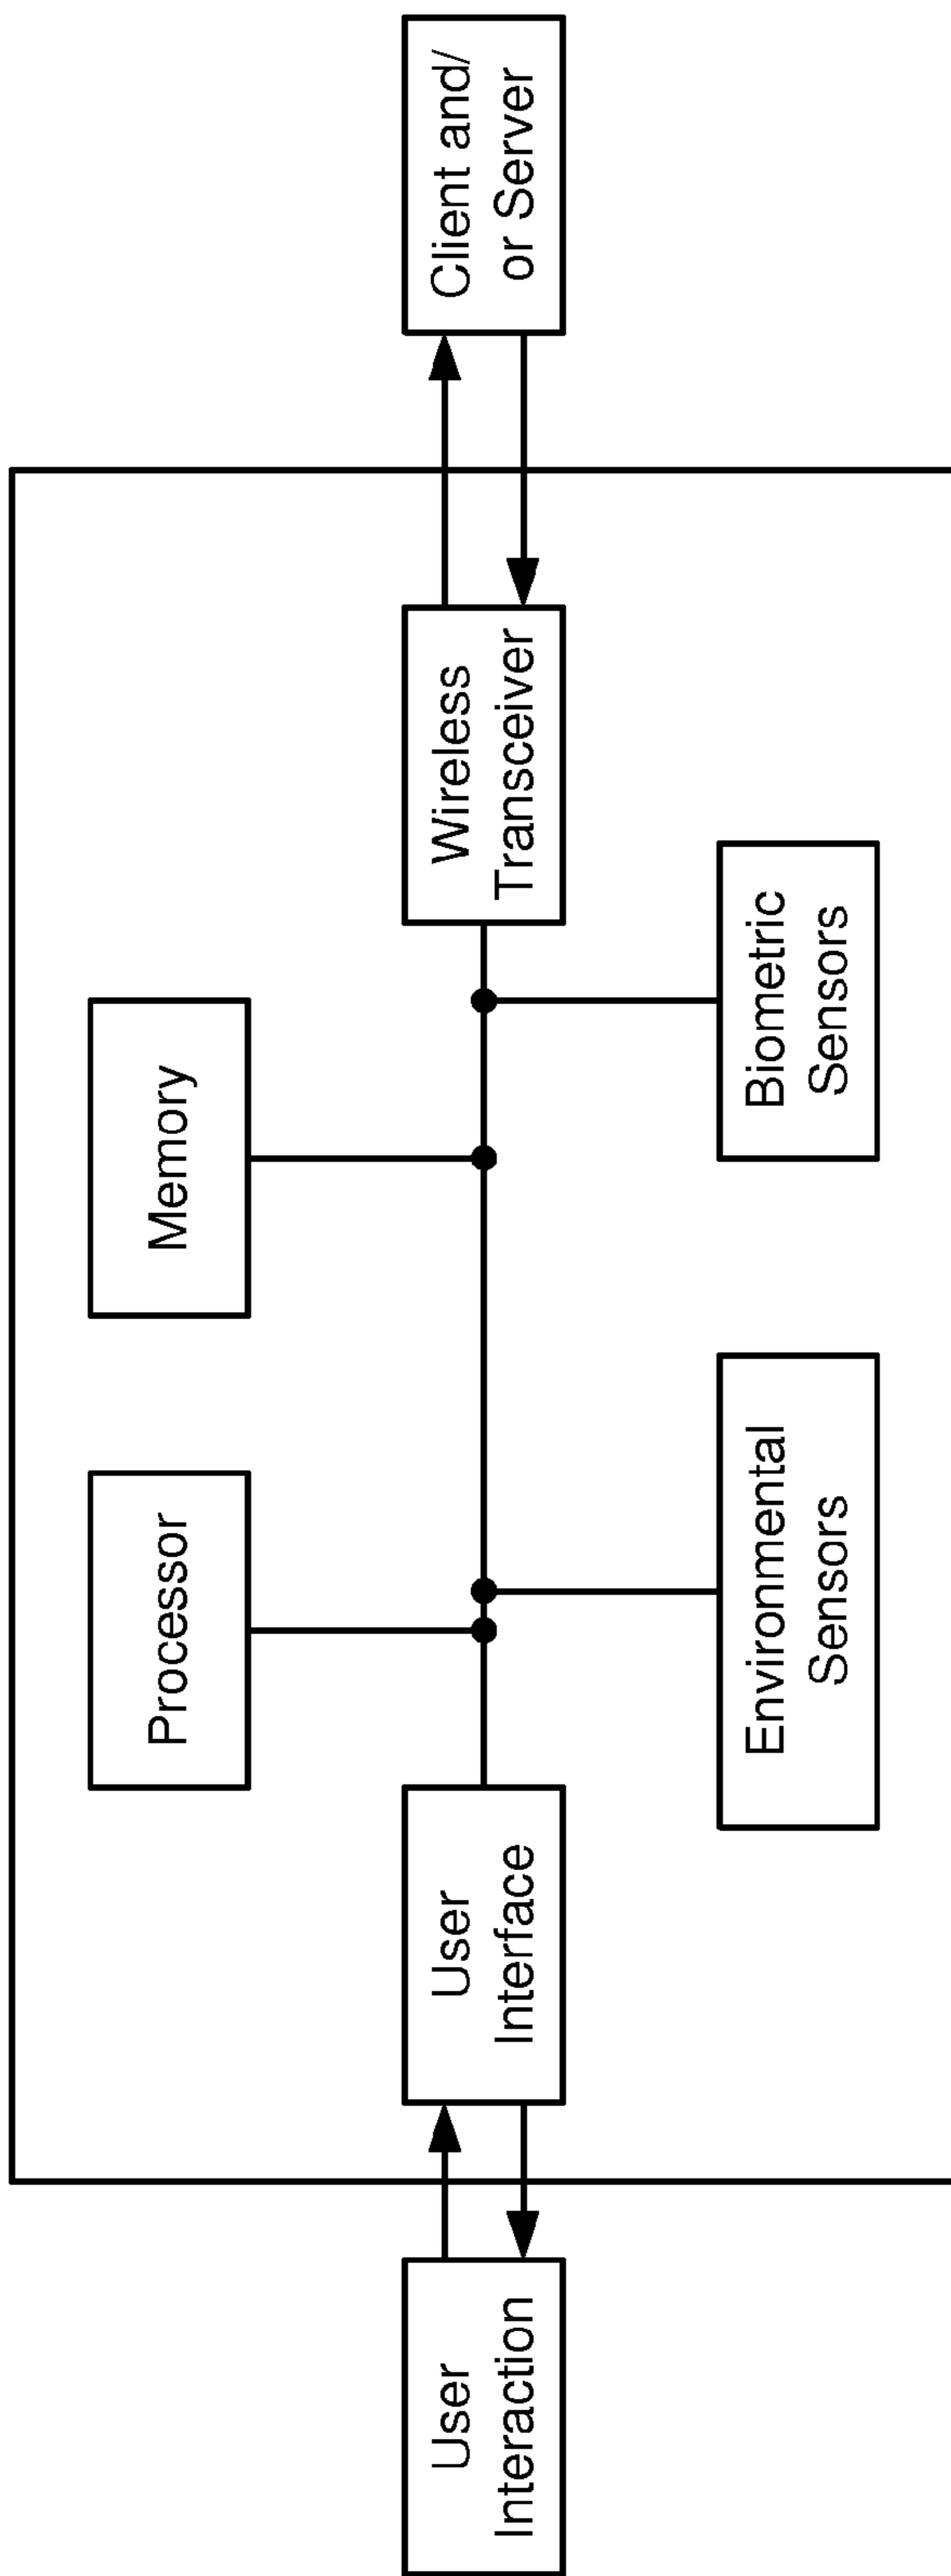 Processor
Memory
User
Interaction
User
Interface
Wireless
Transceiver
Client and/
or Server
Environmental
Sensors
Biometric
Sensors